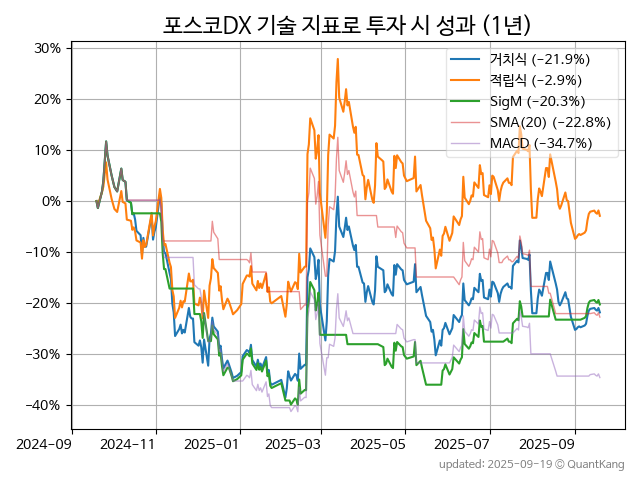 포스코DX 기술 지표로 투자 시 성과 (1년)
거치식 (−21.9%)
적립식 (−2.9%)
SigM (−20.3%)
SMA(20) (−22.8%)
MACD (−34.7%)
30%
20%
10%
0%
−10%
−20%
−30%
−40%
2024-09 2024-11 2025-01 2025-03 2025-05 2025-07 2025-09
updated: 2025-09-19 © QuantKang